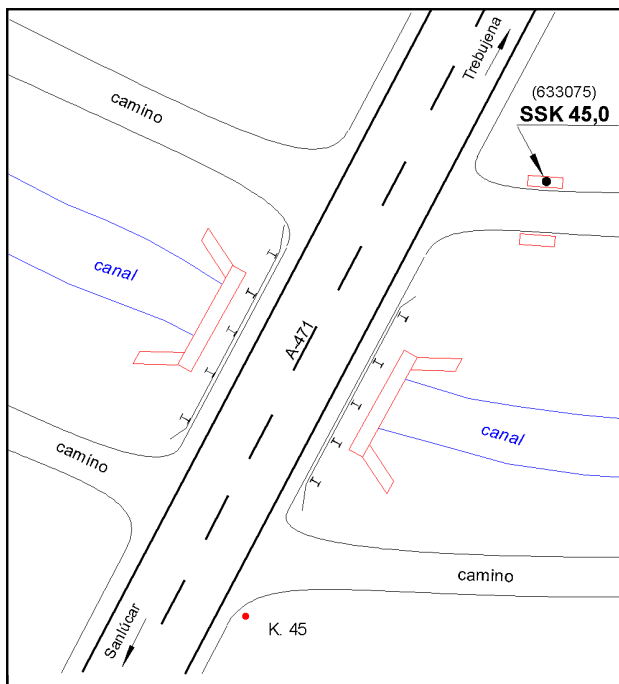 Trebujena
camino
(633075)
SSK 45,0
canal
A-471
canal
camino
camino
Sanlúcar
K. 45